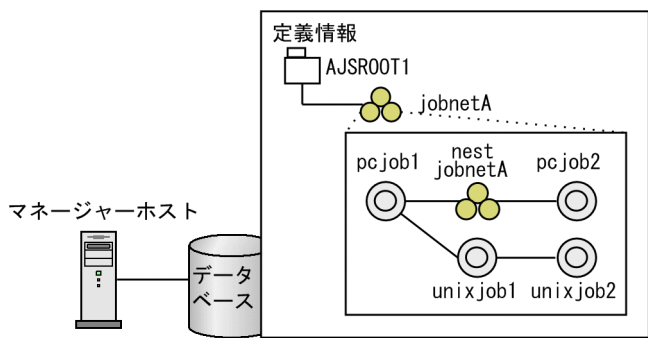 定義情報
AJSROOT1
jobnetA
pcjob1
nest
jobnetA
pcjob2
unixjob1
unixjob2
マネージャーホスト
データ
ベース